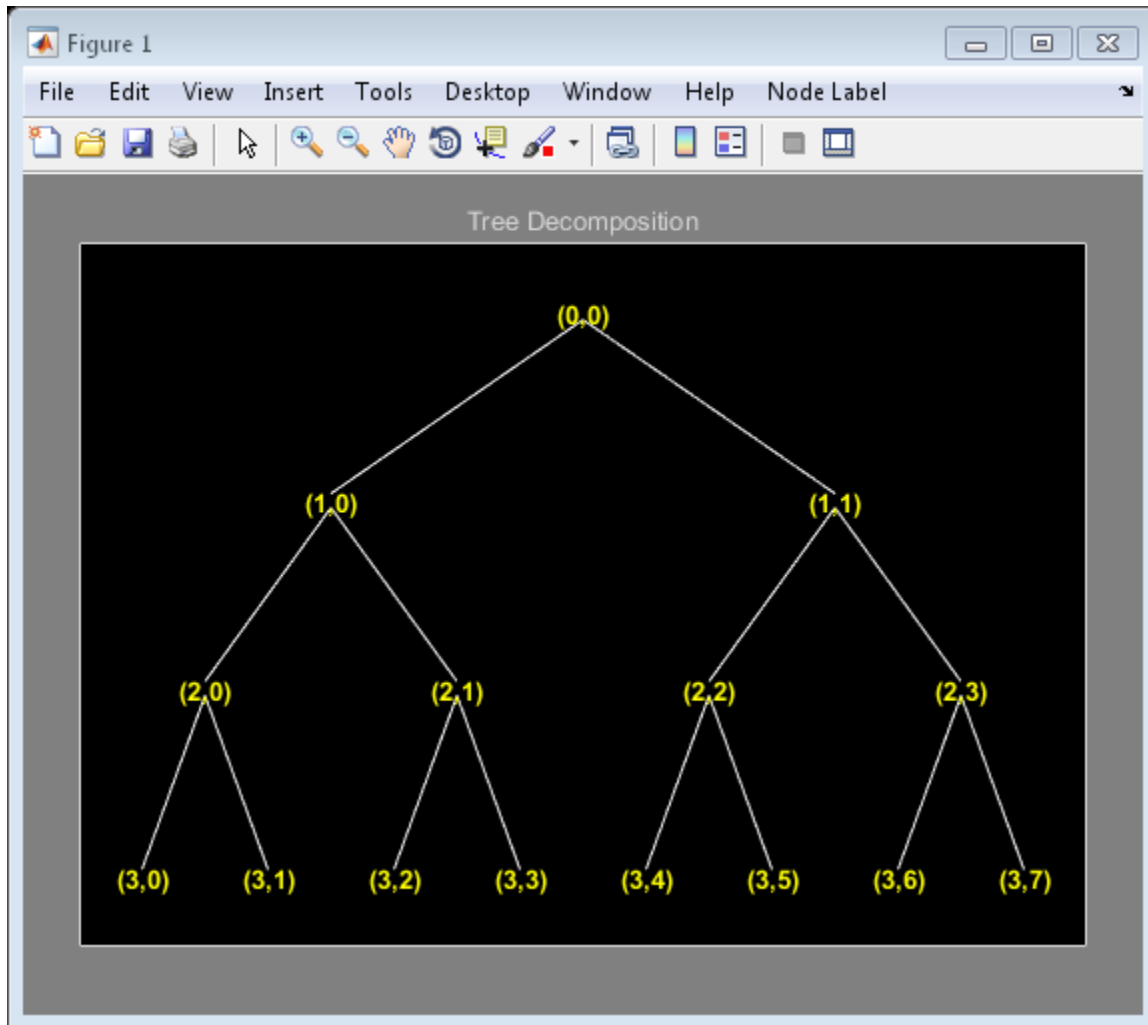 Figure 1
File Edit View Insert Tools Desktop Window Help Node Label
Tree Decomposition
(0,0)
(1,0) (1,1)
(2,0) (2,1) (2,2) (2,3)
(3,0) (3,1) (3,2) (3,3) (3,4) (3,5) (3,6) (3,7)